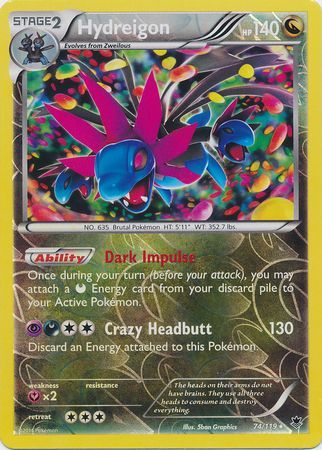 STAGE2
Hydreigon
HP 140
Evolves from Zweilous
NO. 635 Brutal Pokémon HT: 5'11" WT: 352.7 lbs.
Ability Dark Impulse
Once during your turn (before your attack), you may
attach a Energy card from your discard pile to
your Active Pokémon.
Crazy Headbutt 130
Discard an Energy attached to this Pokémon.
weakness resistance
×2
retreat
The heads on their arms do not
have brains. They use all three
heads to consume and destroy
everything.
Illus. 5ban Graphics
74/119
©2014 Pokémon